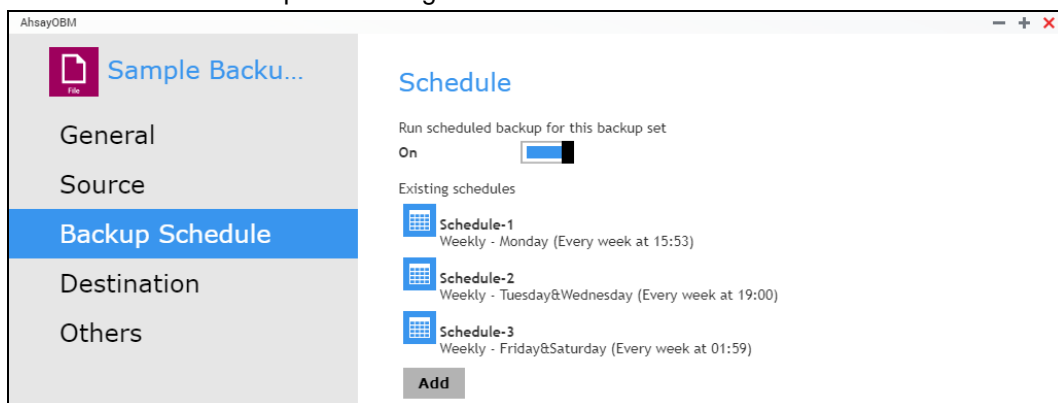 AhsayOBM
File
Sample Backu...
General
Source
Backup Schedule
Destination
Others
Schedule
Run scheduled backup for this backup set
On
Existing schedules
Schedule-1
Weekly - Monday (Every week at 15:53)
Schedule-2
Weekly - Tuesday&Wednesday (Every week at 19:00)
Schedule-3
Weekly - Friday&Saturday (Every week at 01:59)
Add